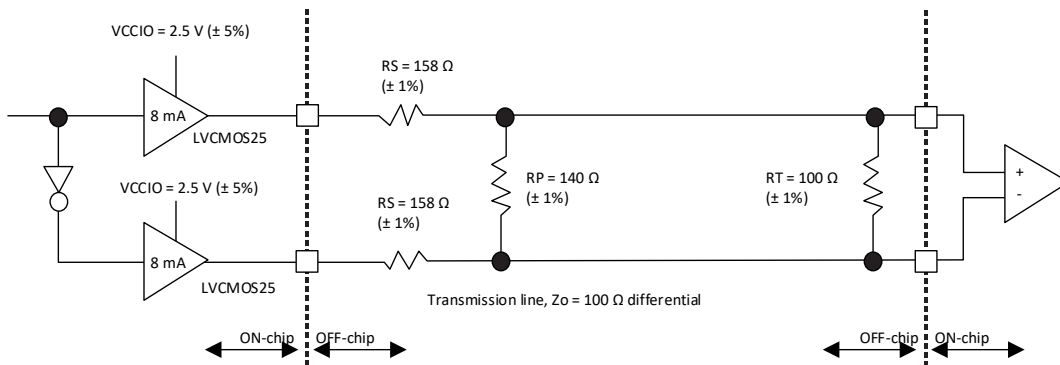 VCCIO = 2.5 V (± 5%)
RS = 158 Ω
(± 1%)
8 mA
LVCMOS25
VCCIO = 2.5 V (± 5%)
RP = 140 Ω
(± 1%)
RT = 100 Ω
(± 1%)
+
-
RS = 158 Ω
(± 1%)
8 mA
LVCMOS25
Transmission line, Zo = 100 Ω differential
ON-chip
OFF-chip
OFF-chip
ON-chip